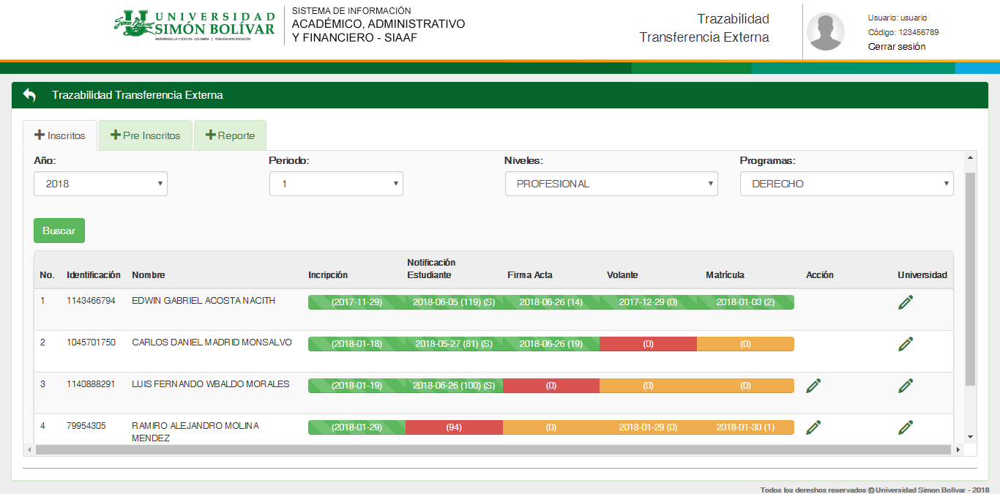 UNIVERSIDAD
SIMÓN BOLÍVAR
BARRANQUILLA Y CÚCUTA - COLOMBIA | VIGILADA MINEDUCACIÓN
SISTEMA DE INFORMACIÓN
ACADÉMICO, ADMINISTRATIVO
Y FINANCIERO - SIAAF
Trazabilidad
Transferencia Externa
Usuario: usuario
Código: 123456789
Cerrar sesión
Trazabilidad Transferencia Externa
Inscritos Pre Inscritos Reporte
Año: Periodo: Niveles: Programas:
2018 1 PROFESIONAL DERECHO
Buscar
No. Identificación Nombre Incripción Notificación Estudiante Firma Acta Volante Matrícula Acción Universidad
1 1143466794 EDWIN GABRIEL ACOSTA NACITH (2017-11-29) 2018-06-05 (119) (S) 2018-06-26 (14) 2017-12-29 (0) 2018-01-03 (2)
2 1045701750 CARLOS DANIEL MADRID MONSALVO (2018-01-18) 2018-05-27 (81) (S) 2018-06-26 (19) (0) (0)
3 1140888291 LUIS FERNANDO WBALDO MORALES (2018-01-19) 2018-06-26 (100) (S) (0) (0) (0)
4 79954305 RAMIRO ALEJANDRO MOLINA MENDEZ (2018-01-29) (94) (0) 2018-01-29 (0) 2018-01-30 (1)
Todos los derechos reservados © Universidad Simon Bolívar - 2018